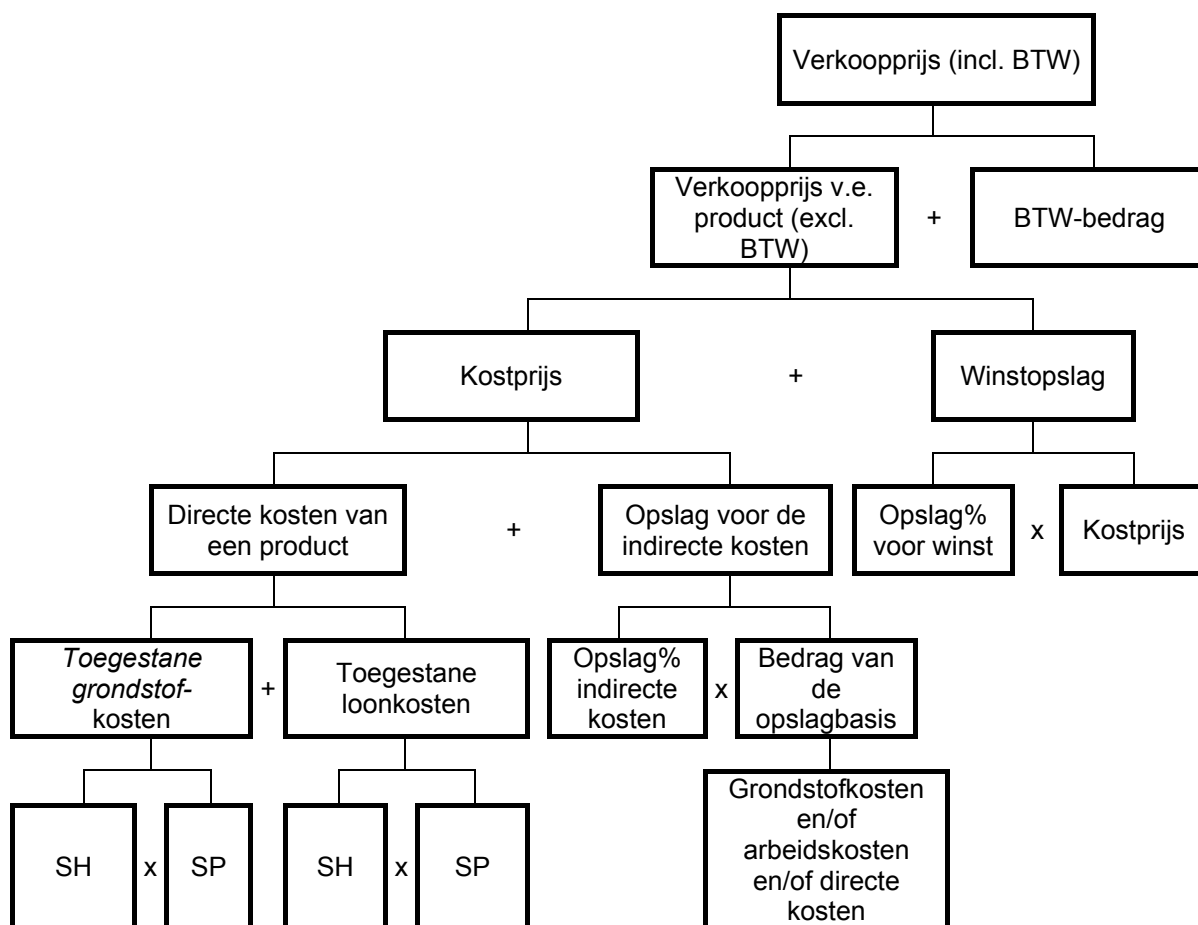 Verkoopprijs (incl. BTW)
Verkoopprijs v.e.
product (excl.
BTW)
+
BTW-bedrag
Kostprijs
+
Winstopslag
Directe kosten van
een product
+
Opslag voor de
indirecte kosten
Opslag%
voor winst
x
Kostprijs
Toegestane
grondstof-
kosten
+
Toegestane
loonkosten
Opslag%
indirecte
kosten
x
Bedrag van
de
opslagbasis
SH
x
SP
SH
x
SP
Grondstofkosten
en/of
arbeidskosten
en/of directe
kosten